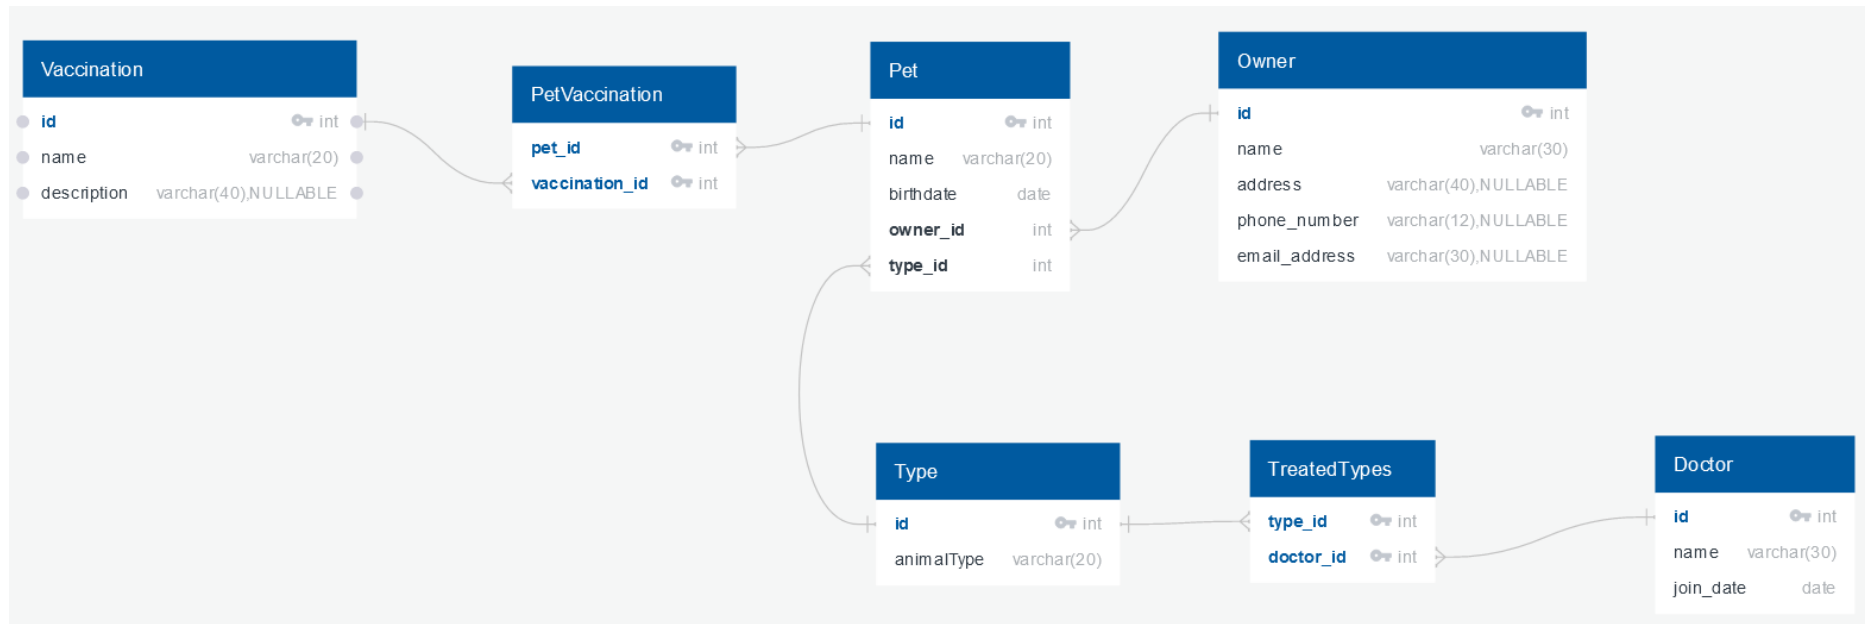 Vaccination
id int
name varchar(20)
description varchar(40),NULLABLE
PetVaccination
pet_id int
vaccination_id int
Pet
id int
name varchar(20)
birthdate date
owner_id int
type_id int
Owner
id int
name varchar(30)
address varchar(40),NULLABLE
phone_number varchar(12),NULLABLE
email_address varchar(30),NULLABLE
Type
id int
animalType varchar(20)
TreatedTypes
type_id int
doctor_id int
Doctor
id int
name varchar(30)
join_date date